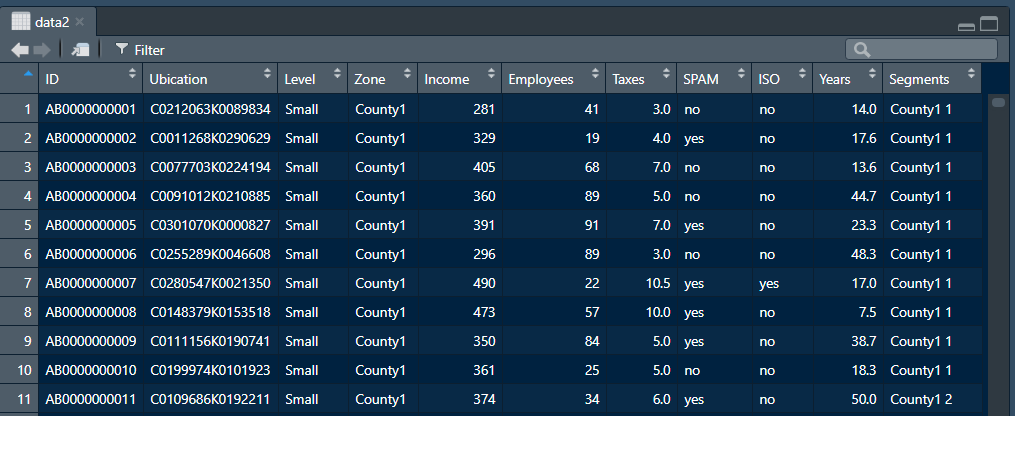 data2
Filter
ID Ubication Level Zone Income Employees Taxes SPAM ISO Years Segments
1 AB0000000001 C0212063K0089834 Small County1 281 41 3.0 no no 14.0 County1 1
2 AB0000000002 C0011268K0290629 Small County1 329 19 4.0 yes no 17.6 County1 1
3 AB0000000003 C0077703K0224194 Small County1 405 68 7.0 no no 13.6 County1 1
4 AB0000000004 C0091012K0210885 Small County1 360 89 5.0 no no 44.7 County1 1
5 AB0000000005 C0301070K0000827 Small County1 391 91 7.0 yes no 23.3 County1 1
6 AB0000000006 C0255289K0046608 Small County1 296 89 3.0 no no 48.3 County1 1
7 AB0000000007 C0280547K0021350 Small County1 490 22 10.5 yes yes 17.0 County1 1
8 AB0000000008 C0148379K0153518 Small County1 473 57 10.0 yes no 7.5 County1 1
9 AB0000000009 C0111156K0190741 Small County1 350 84 5.0 yes no 38.7 County1 1
10 AB0000000010 C0199974K0101923 Small County1 361 25 5.0 no no 18.3 County1 1
11 AB0000000011 C0109686K0192211 Small County1 374 34 6.0 yes no 50.0 County1 2